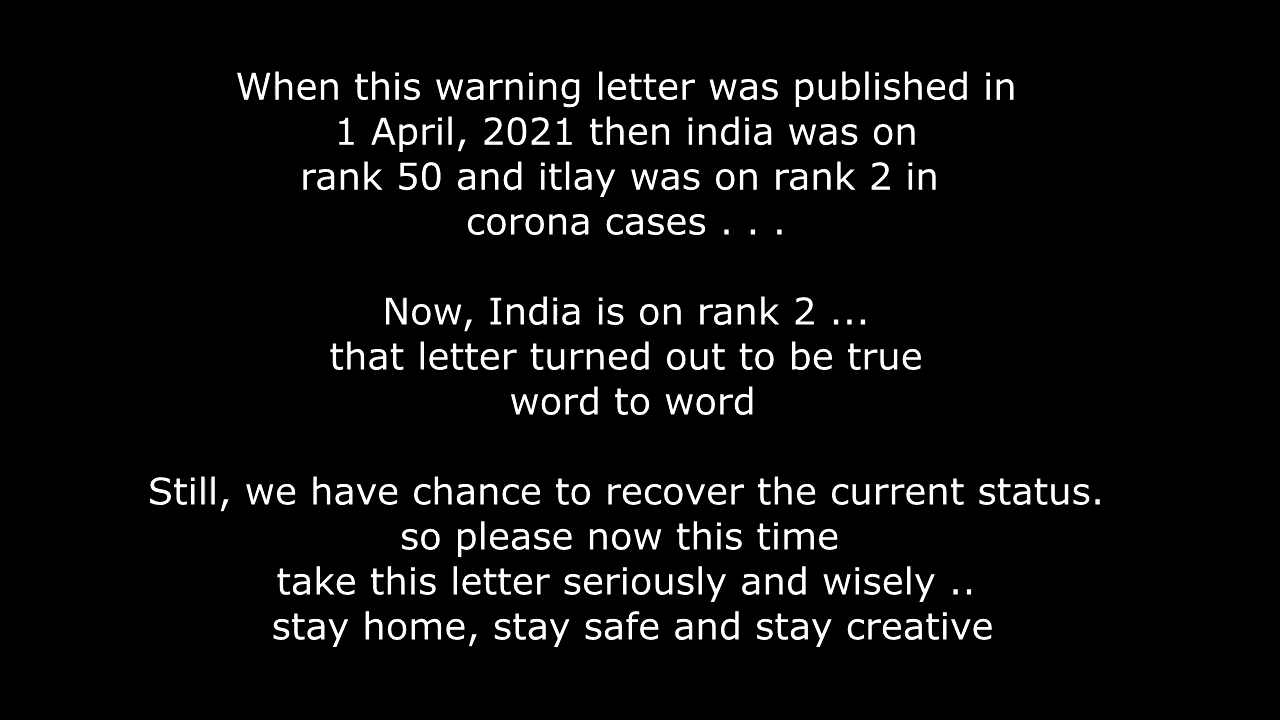 When this warning letter was published in
1 April, 2021 then india was on
rank 50 and itlay was on rank 2 in
corona cases . . .
Now, India is on rank 2 ...
that letter turned out to be true
word to word
Still, we have chance to recover the current status.
so please now this time
take this letter seriously and wisely ..
stay home, stay safe and stay creative